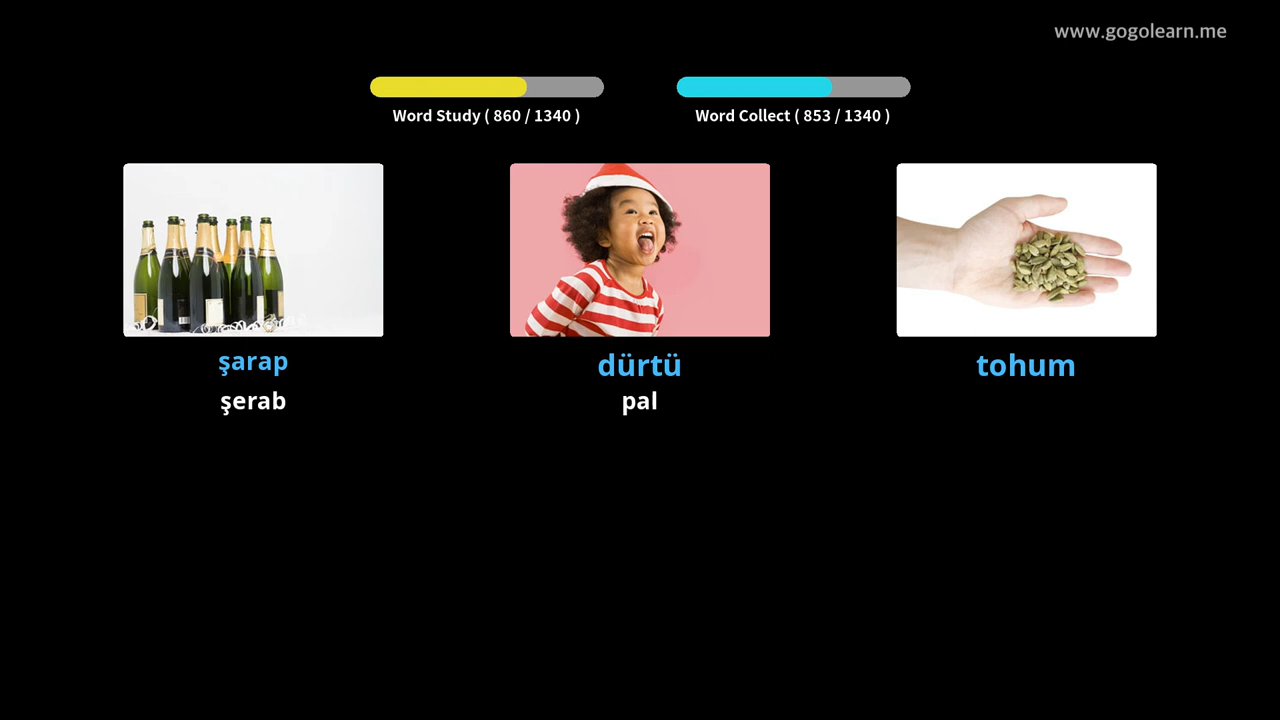 www.gogolearn.me
Word Study ( 860 / 1340 )
Word Collect ( 853 / 1340 )
şarap
dürtü
tohum
şerab
pal